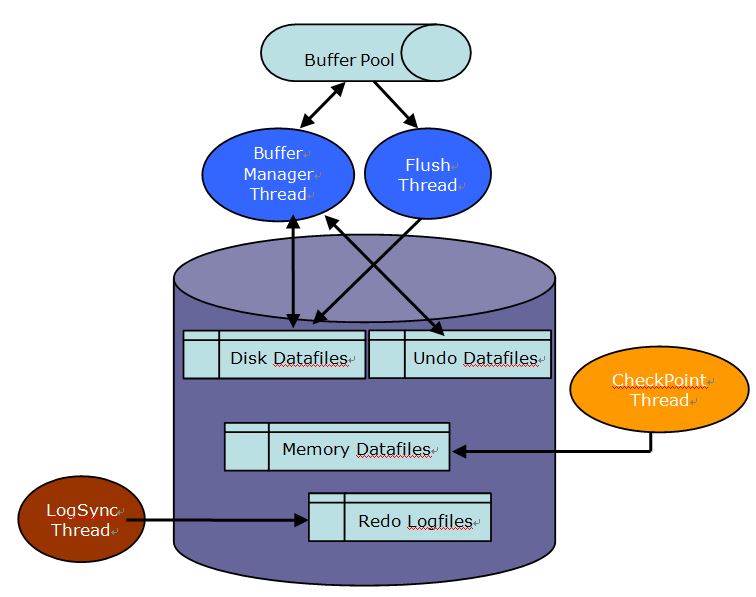 Buffer Pool
Buffer
Manager
Thread
Flush
Thread
Disk Datafiles
Undo Datafiles
CheckPoint
Thread
Memory Datafiles
LogSync
Thread
Redo Logfiles